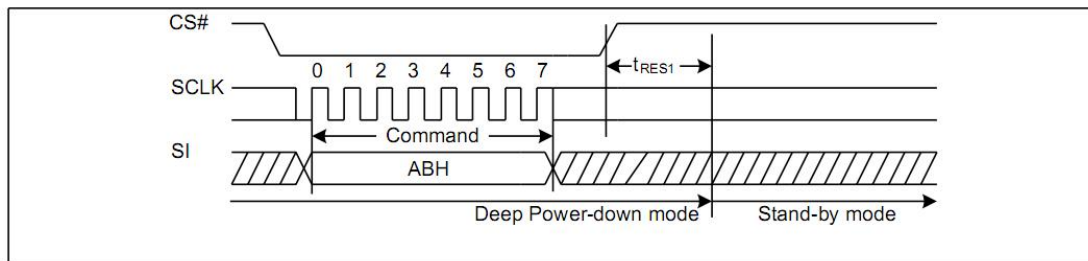 CS#
tRES1
0 1 2 3 4 5 6 7
SCLK
Command
SI
ABH
Deep Power-down mode Stand-by mode